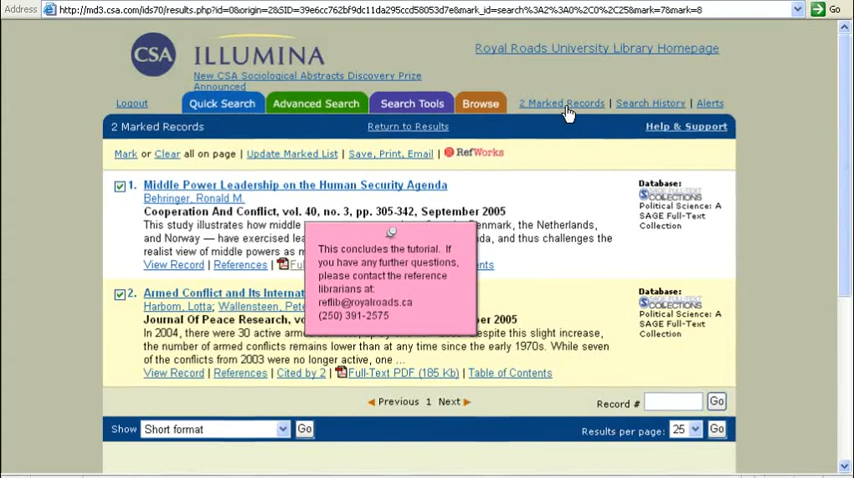 Address http://md3.csa.com/ids70/results.php?id=0&origin=2&SID=39e6cc762bf9dc11da2495ccd58053d7e&mark_id=search%3A2%3A0%2C0%2C25&mark=7&mark=8 Go
CSA ILLUMINA
Royal Roads University Library Homepage
New CSA Sociological Abstracts Discovery Prize
Announced
Logout Quick Search Advanced Search Search Tools Browse 2 Marked Records | Search History | Alerts
2 Marked Records Return to Results Help & Support
Mark or Clear all on page | Update Marked List | Save, Print, Email | RefWorks
1. Middle Power Leadership on the Human Security Agenda
Behringer, Ronald M.
Cooperation And Conflict, vol. 40, no. 3, pp. 305-342, September 2005
This study illustrates how middle Denmark, the Netherlands,
and Norway — have exercised lea and thus challenges the
realist view of middle powers as m
View Record | References |
Database:
SAGE FULL-TEXT
COLLECTIONS
Political Science: A
SAGE Full-Text
Collection
This concludes the tutorial. If
you have any further questions,
please contact the reference
librarians at:
reflib@royalroads.ca
(250) 391-2575
2. Armed Conflict and Its
Harbom, Lotta; Wallensteen,
Journal Of Peace Research, 2005
In 2004, there were 30 active despite this slight increase,
the number of armed conflicts remains lower than at any time since the early 1970s. While seven
of the conflicts from 2003 were no longer active, one ...
View Record | References | Cited by 2 | Full-Text PDF (185 Kb) | Table of Contents
Database:
SAGE FULL-TEXT
COLLECTIONS
Political Science: A
SAGE Full-Text
Collection
Previous 1 Next Record # Go
Show Short format Go Results per page: 25 Go